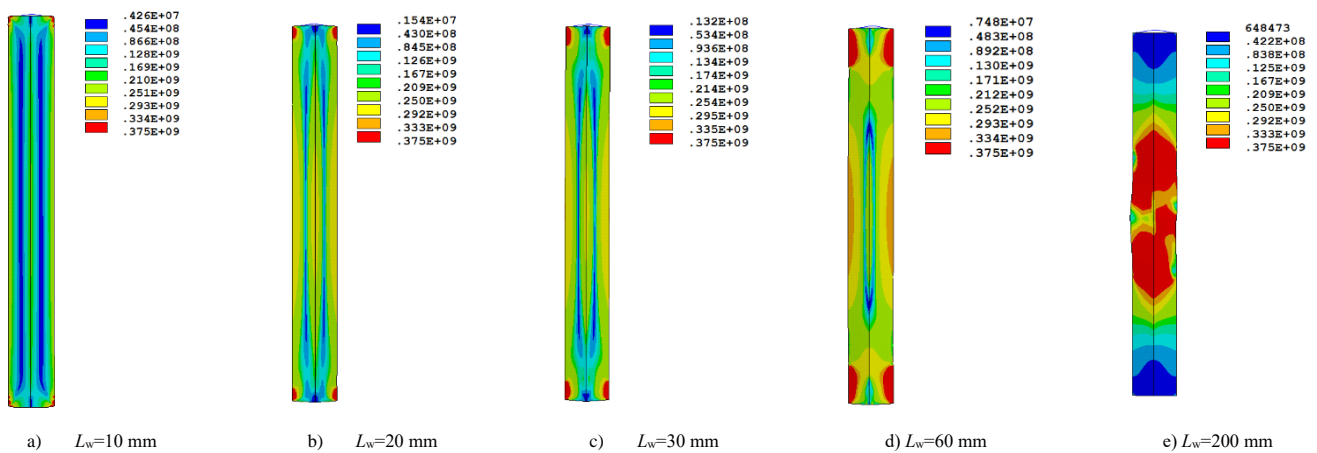 .426E+07
.454E+08
.866E+08
.128E+09
.169E+09
.210E+09
.251E+09
.293E+09
.334E+09
.375E+09
.154E+07
.430E+08
.845E+08
.126E+09
.167E+09
.209E+09
.250E+09
.292E+09
.333E+09
.375E+09
.132E+08
.534E+08
.936E+08
.134E+09
.174E+09
.214E+09
.254E+09
.295E+09
.335E+09
.375E+09
.748E+07
.483E+08
.892E+08
.130E+09
.171E+09
.212E+09
.252E+09
.293E+09
.334E+09
.375E+09
648473
.422E+08
.838E+08
.125E+09
.167E+09
.209E+09
.250E+09
.292E+09
.333E+09
.375E+09
a) Lw=10 mm
b) Lw=20 mm
c) Lw=30 mm
d) Lw=60 mm
e) Lw=200 mm